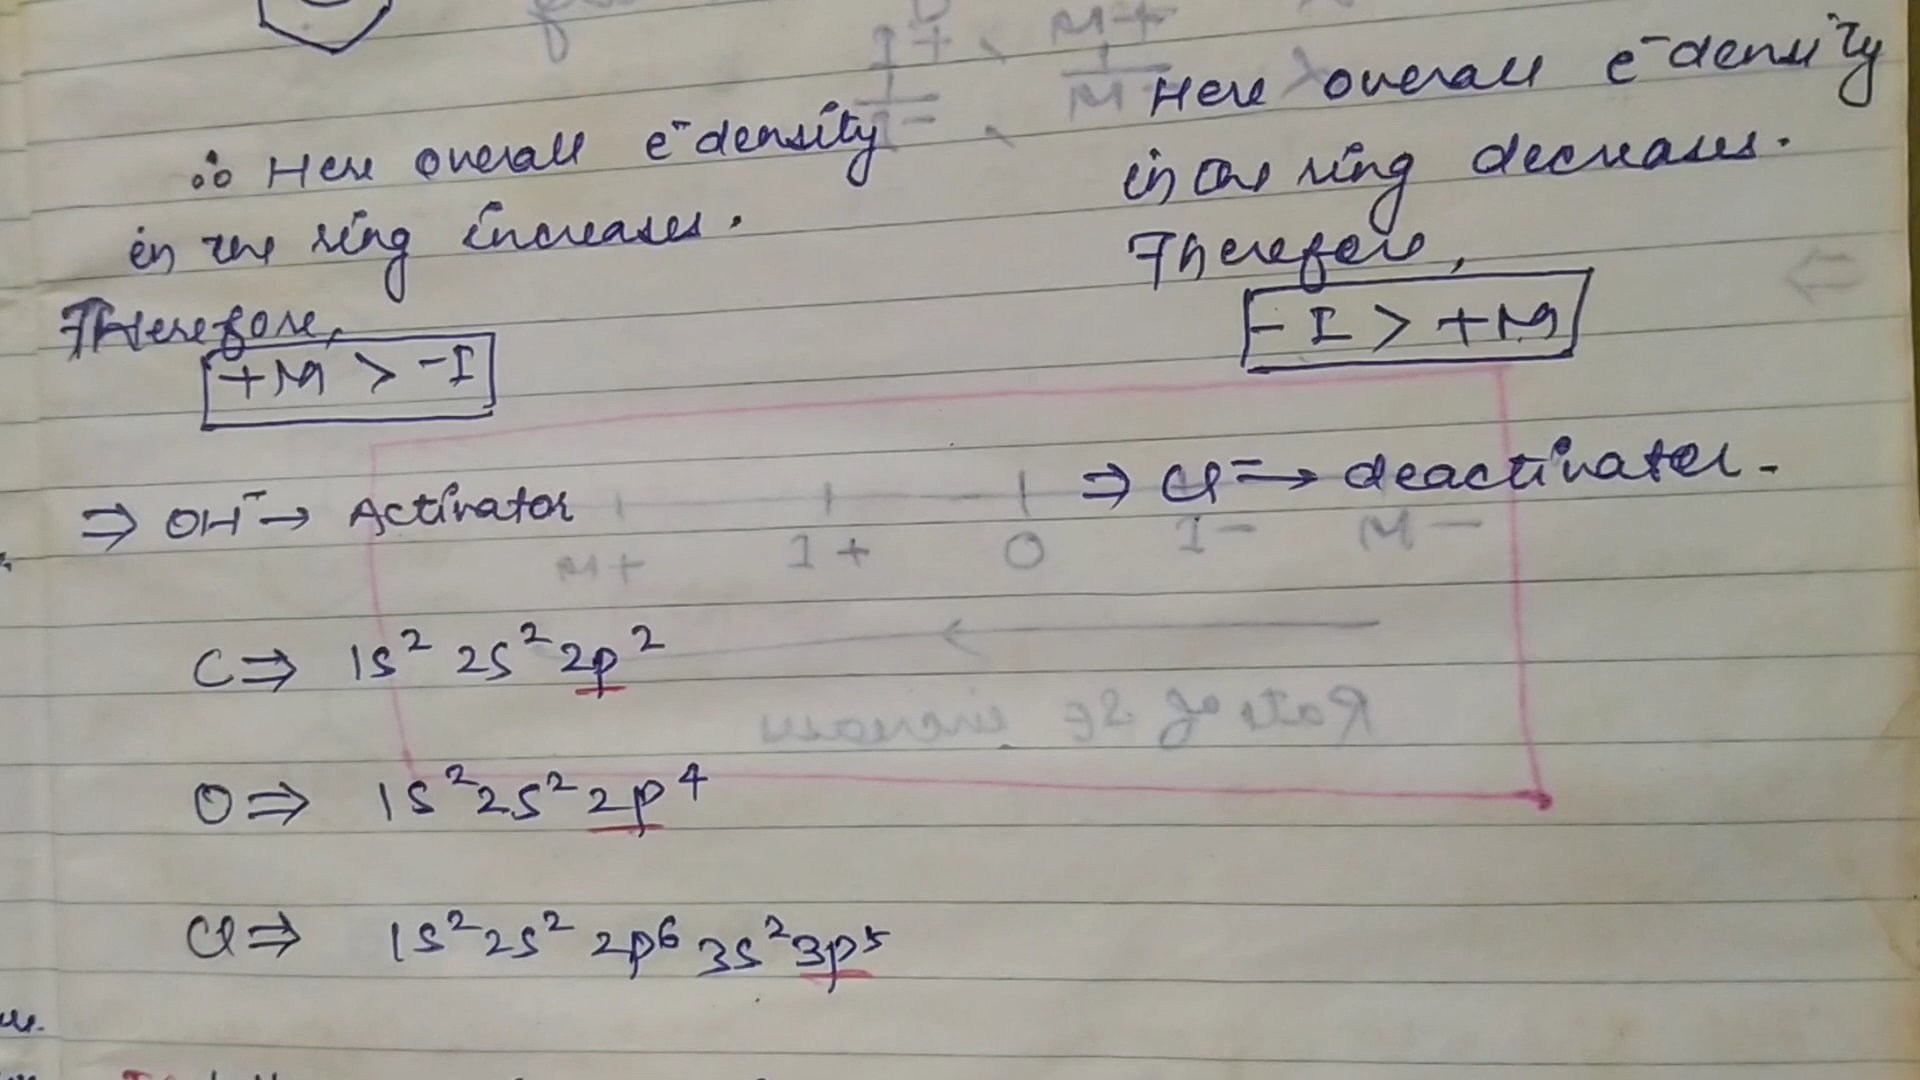 ∴ Here overall e⁻density
in the ring increases.
Therefore,
+M > -I
⇒ OH⁻ → Activator
Here overall e⁻density
in the ring decreases.
Therefore,
-I > +M
⇒ Cl⁻ → deactivator.
C ⇒ 1s² 2s² 2p²
O ⇒ 1s² 2s² 2p⁴
Cl ⇒ 1s² 2s² 2p⁶ 3s² 3p⁵